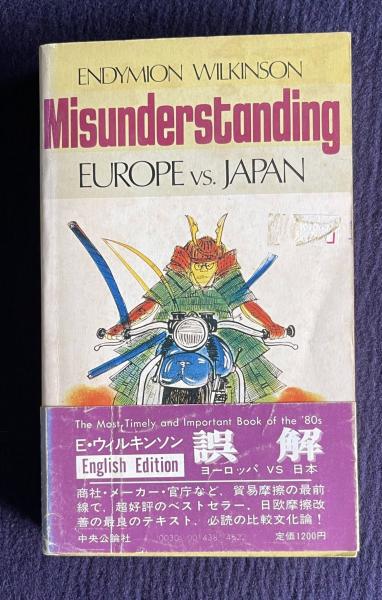 ENDYMION WILKINSON
Misunderstanding
EUROPE VS. JAPAN
The Most Timely and Important Book of the '80s
E・ウィルキンソン
English Edition
誤解
ヨーロッパ VS 日本
商社・メーカー・官庁など、貿易摩擦の最前
線で、超好評のベストセラー、日欧摩擦改
善の最良のテキスト、必読の比較文化論！
中央公論社
定価1200円